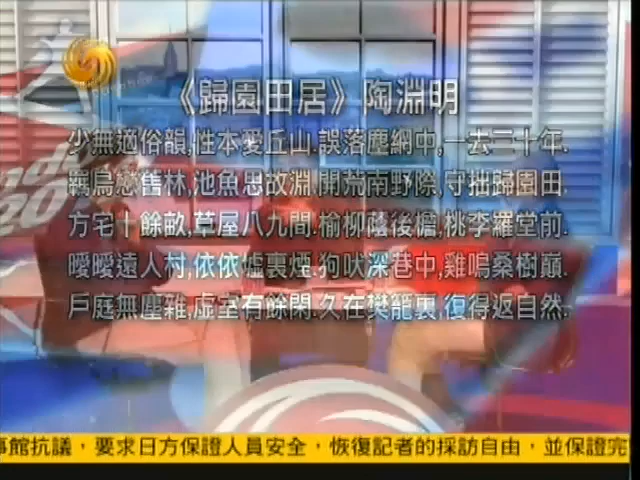 《歸園田居》 陶淵明
少無適俗韻,性本愛丘山.誤落塵網中,一去三十年.
羈鳥戀舊林,池魚思故淵.開荒南野際,守拙歸園田.
方宅十餘畝,草屋八九間.榆柳蔭後檐,桃李羅堂前.
曖曖遠人村,依依墟裏煙.狗吠深巷中,雞鳴桑樹巔.
戶庭無塵雜,虛室有餘閑.久在樊籠裏,復得返自然.
事館抗議，要求日方保證人員安全，恢復記者的採訪自由，並保證完